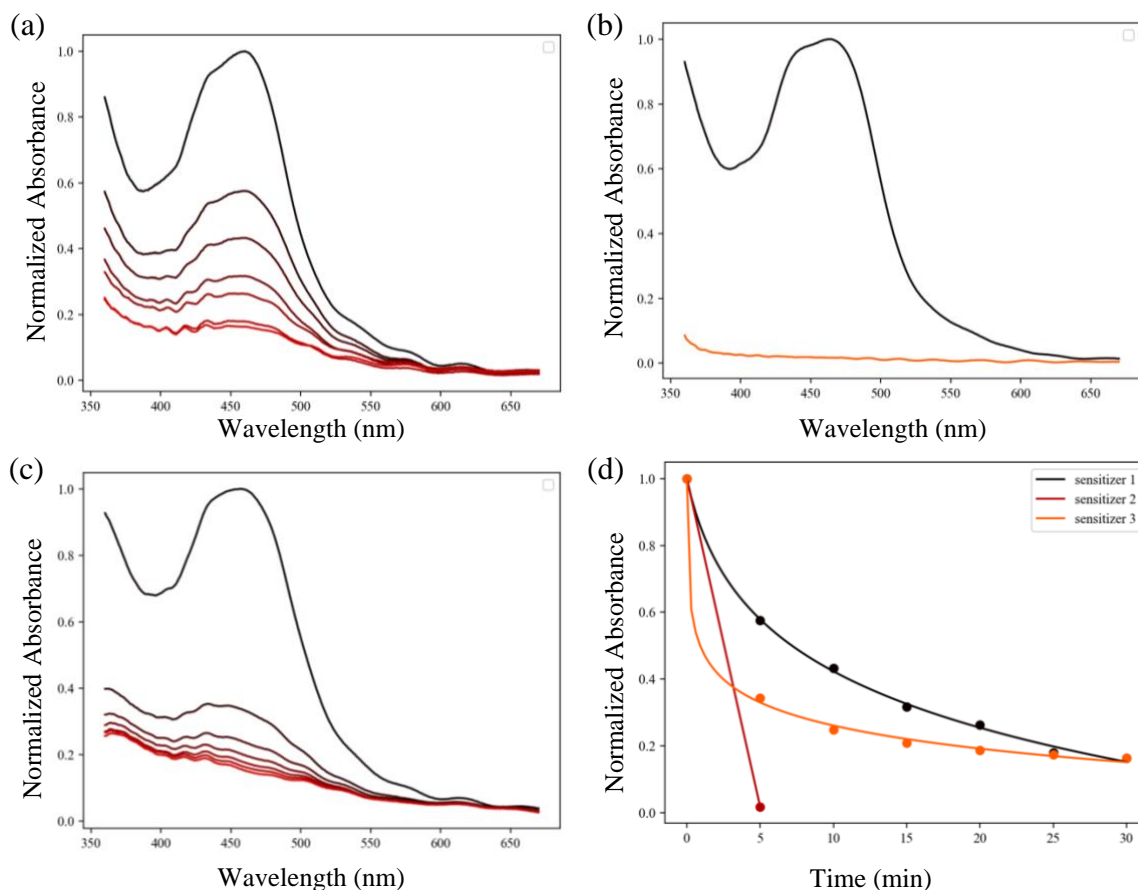 (a)
Normalized Absorbance
1.0
0.8
0.6
0.4
0.2
0.0
350 400 450 500 550 600 650
Wavelength (nm)
(b)
Normalized Absorbance
1.0
0.8
0.6
0.4
0.2
0.0
350 400 450 500 550 600 650
Wavelength (nm)
(c)
Normalized Absorbance
1.0
0.8
0.6
0.4
0.2
0.0
350 400 450 500 550 600 650
Wavelength (nm)
(d)
Normalized Absorbance
1.0
0.8
0.6
0.4
0.2
0.0
sensitizer 1
sensitizer 2
sensitizer 3
0 5 10 15 20 25 30
Time (min)